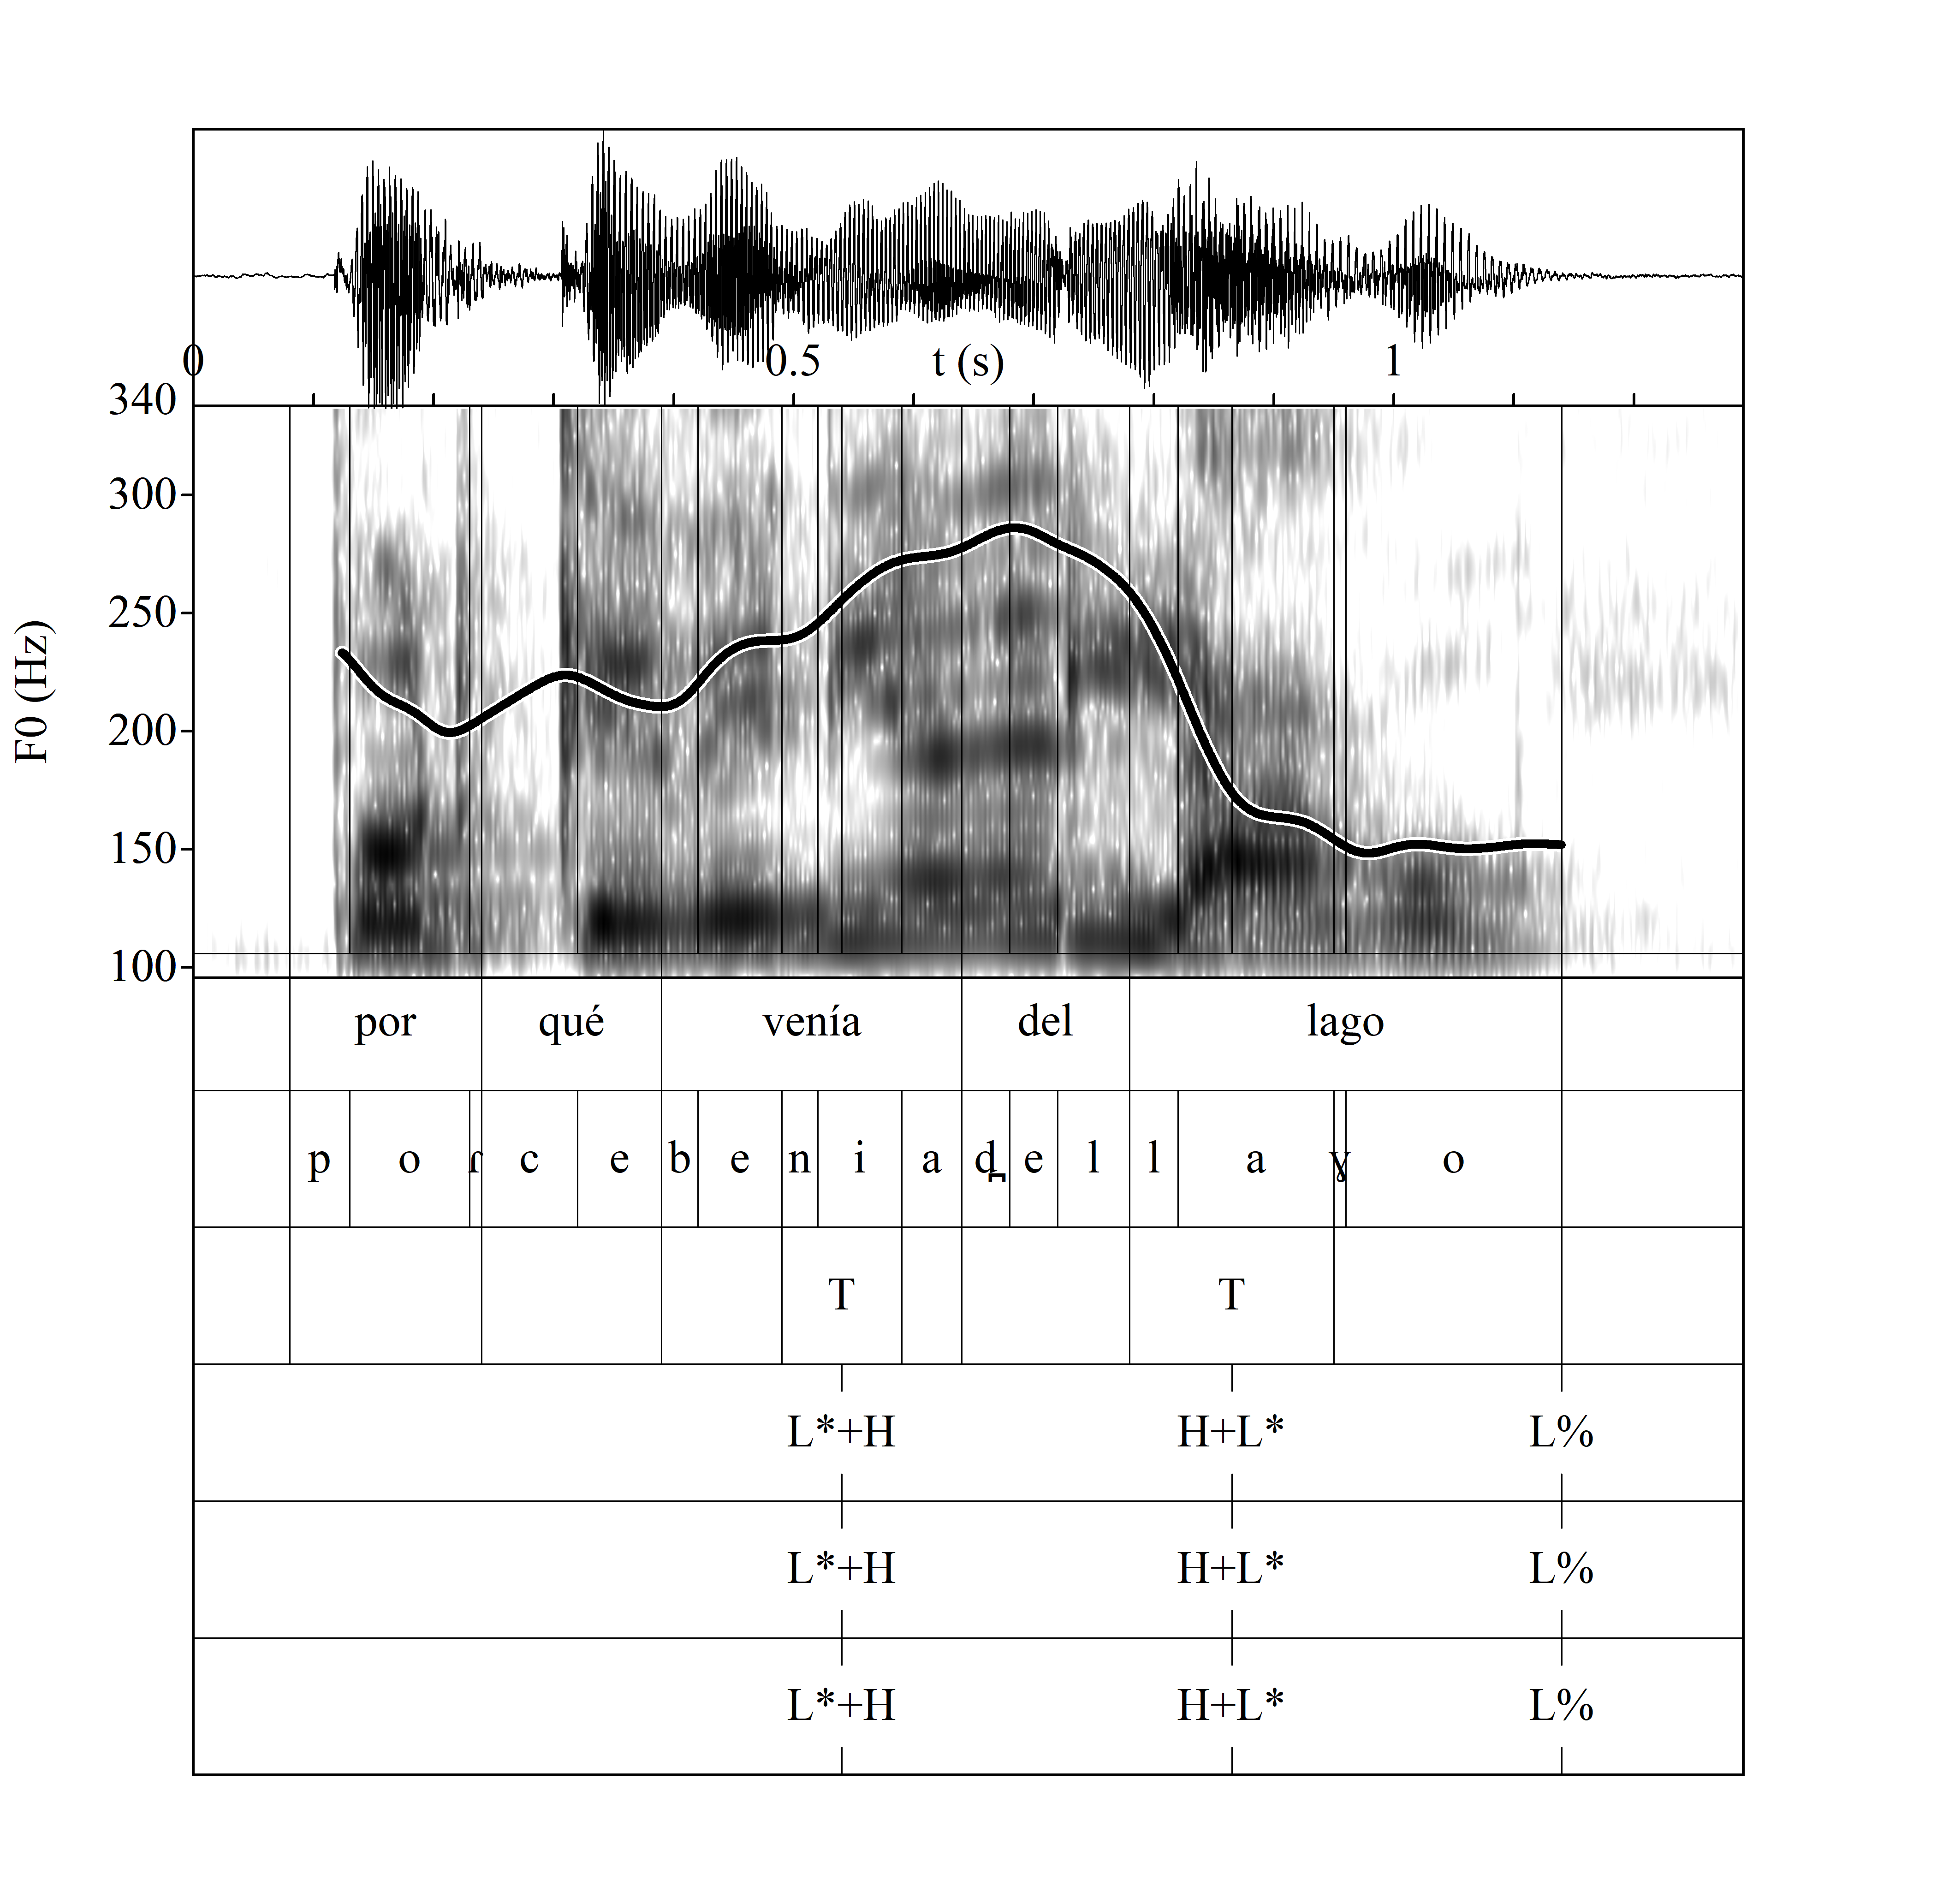 0 0.5 t (s) 1
340
300
250
200
150
100
F0 (Hz)
por qué venía del lago
p o ɾ c e b e n i a d̪ e l l a ɣ o
T T
L*+H H+L* L%
L*+H H+L* L%
L*+H H+L* L%